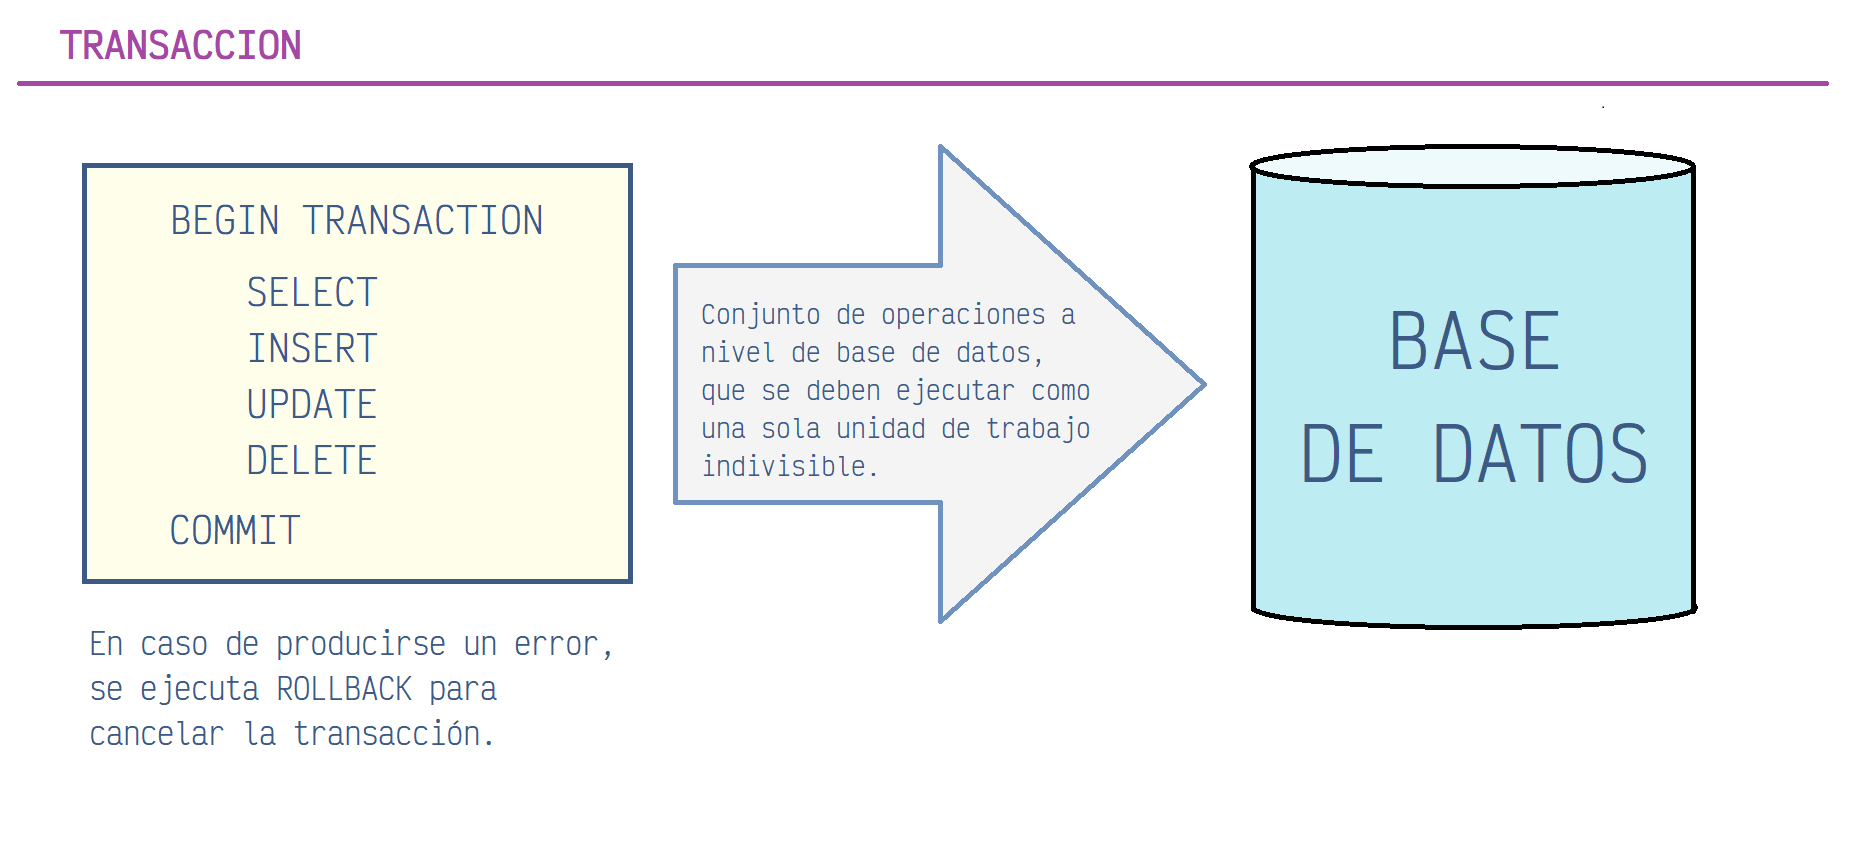 TRANSACCION
BEGIN TRANSACTION
SELECT
INSERT
UPDATE
DELETE
COMMIT
En caso de producirse un error,
se ejecuta ROLLBACK para
cancelar la transacción.
Conjunto de operaciones a
nivel de base de datos,
que se deben ejecutar como
una sola unidad de trabajo
indivisible.
BASE
DE DATOS